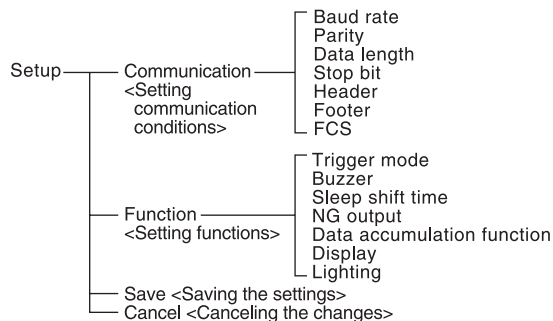 Setup
Communication
<Setting
communication
conditions>
Baud rate
Parity
Data length
Stop bit
Header
Footer
FCS
Function
<Setting functions>
Trigger mode
Buzzer
Sleep shift time
NG output
Data accumulation function
Display
Lighting
Save <Saving the settings>
Cancel <Canceling the changes>